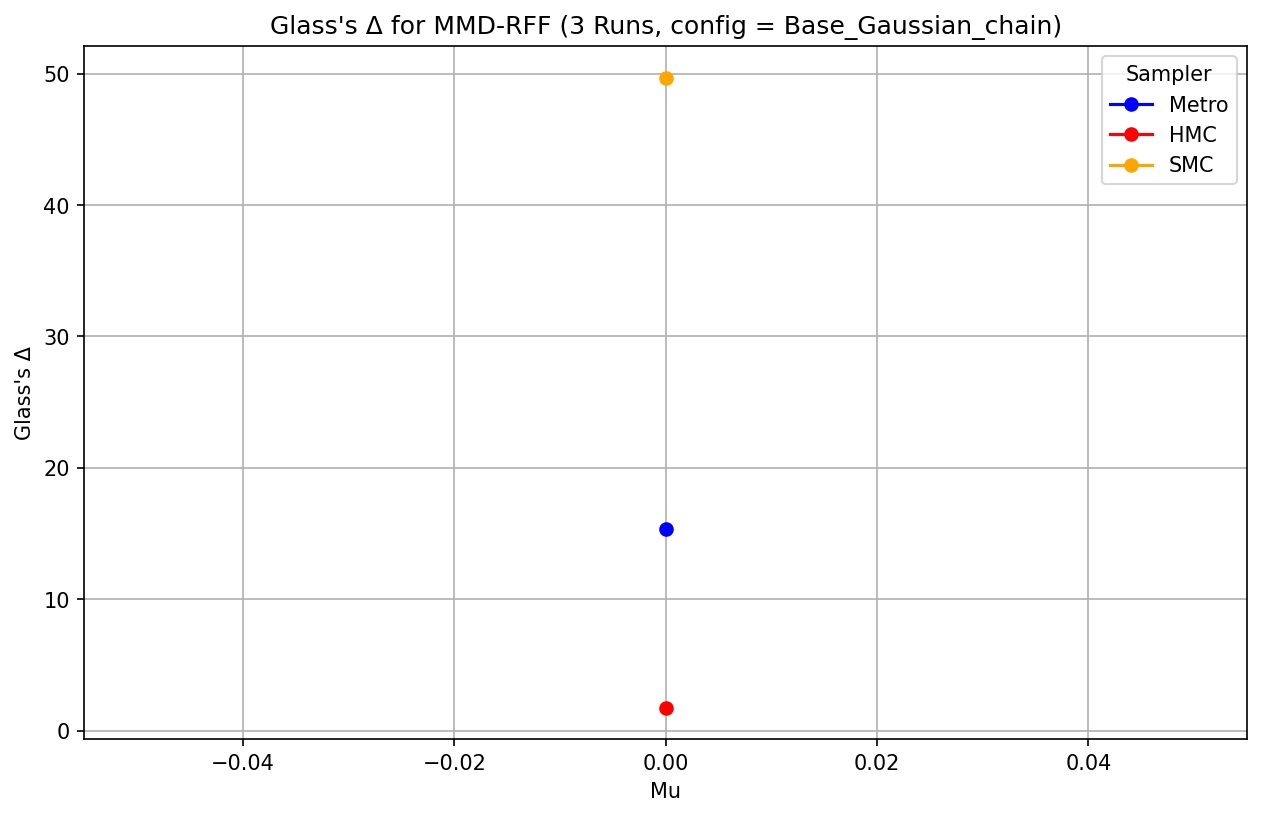 Glass's Δ for MMD-RFF (3 Runs, config = Base_Gaussian_chain)
Sampler
Metro
HMC
SMC
50
40
30
20
10
0
Glass's Δ
−0.04
−0.02
0.00
0.02
0.04
Mu